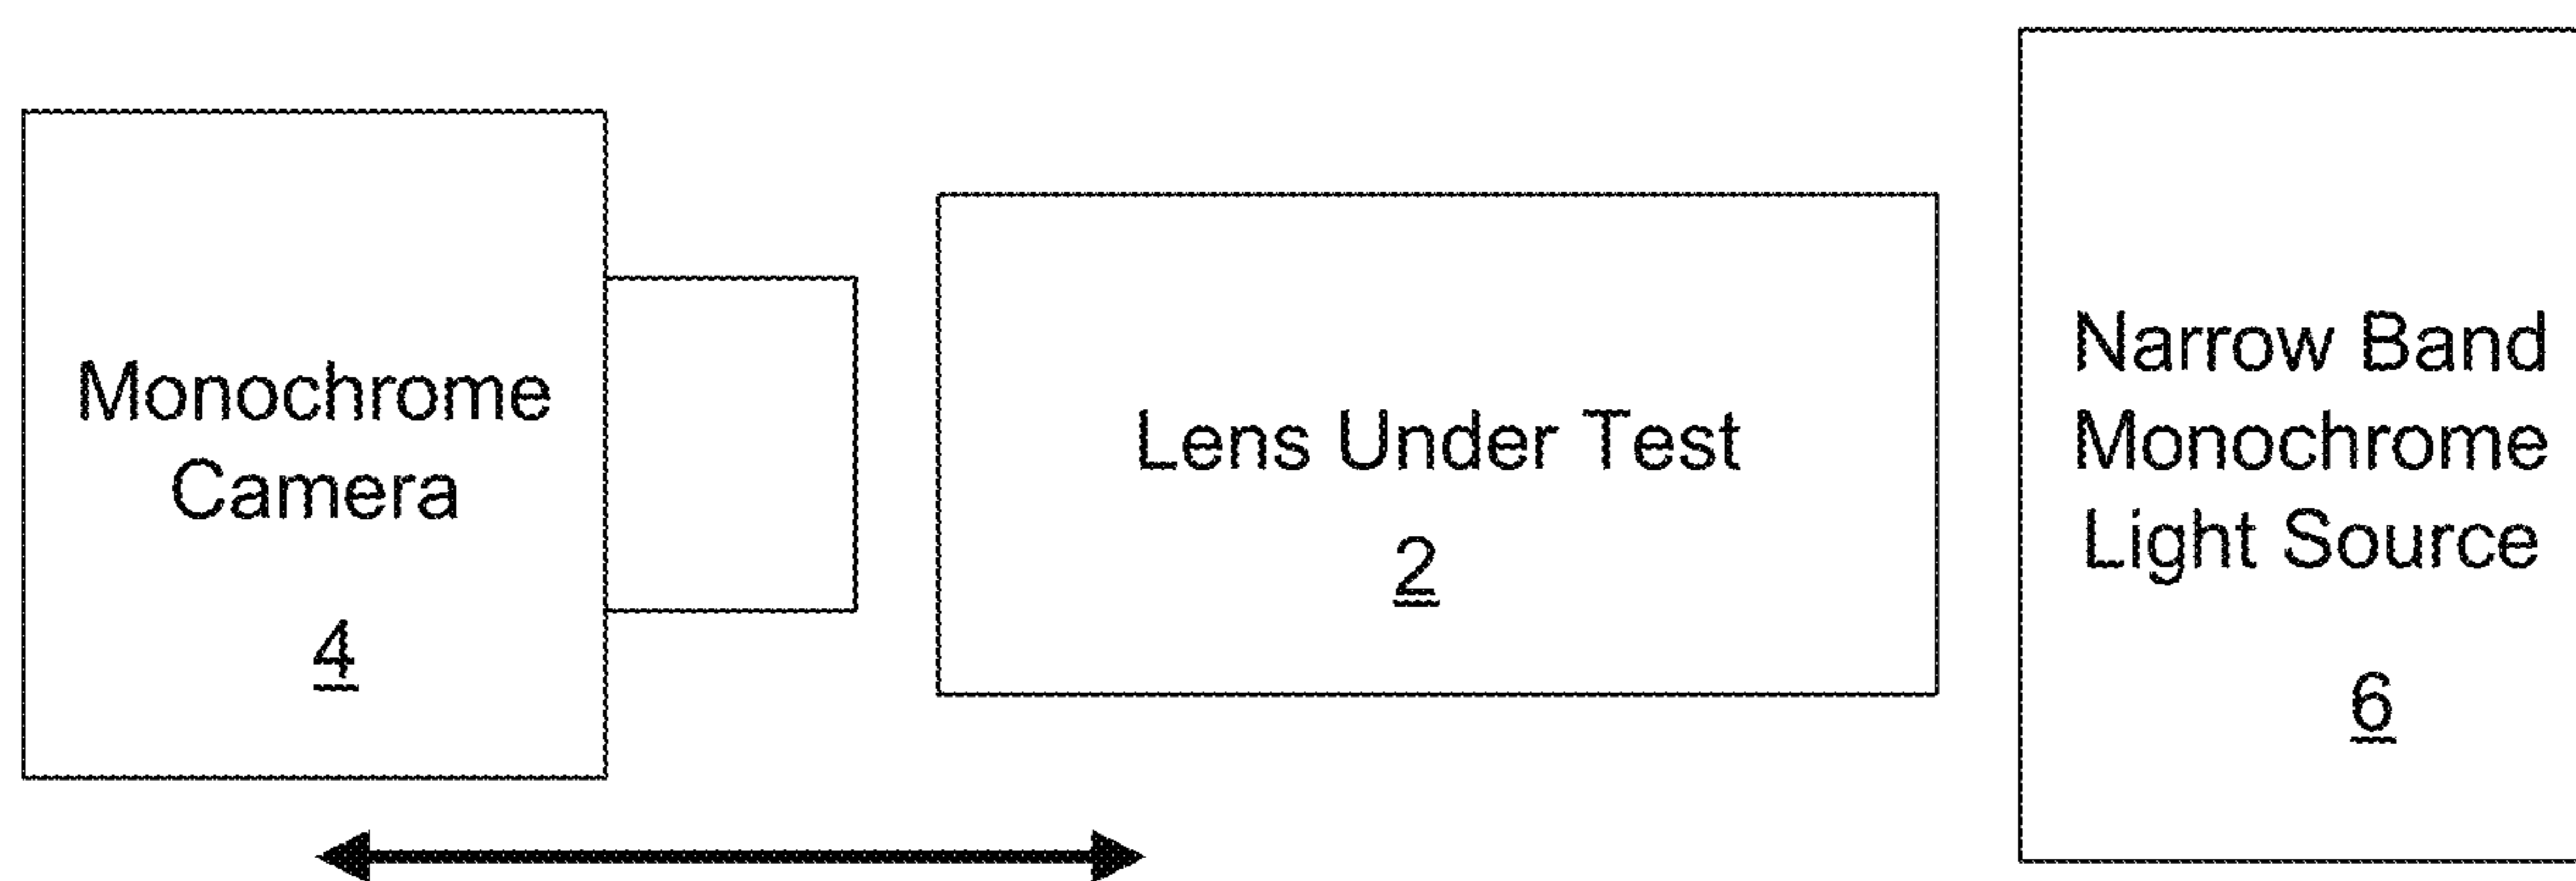 Monochrome
Camera
4
Lens Under Test
2
Narrow Band
Monochrome
Light Source
6